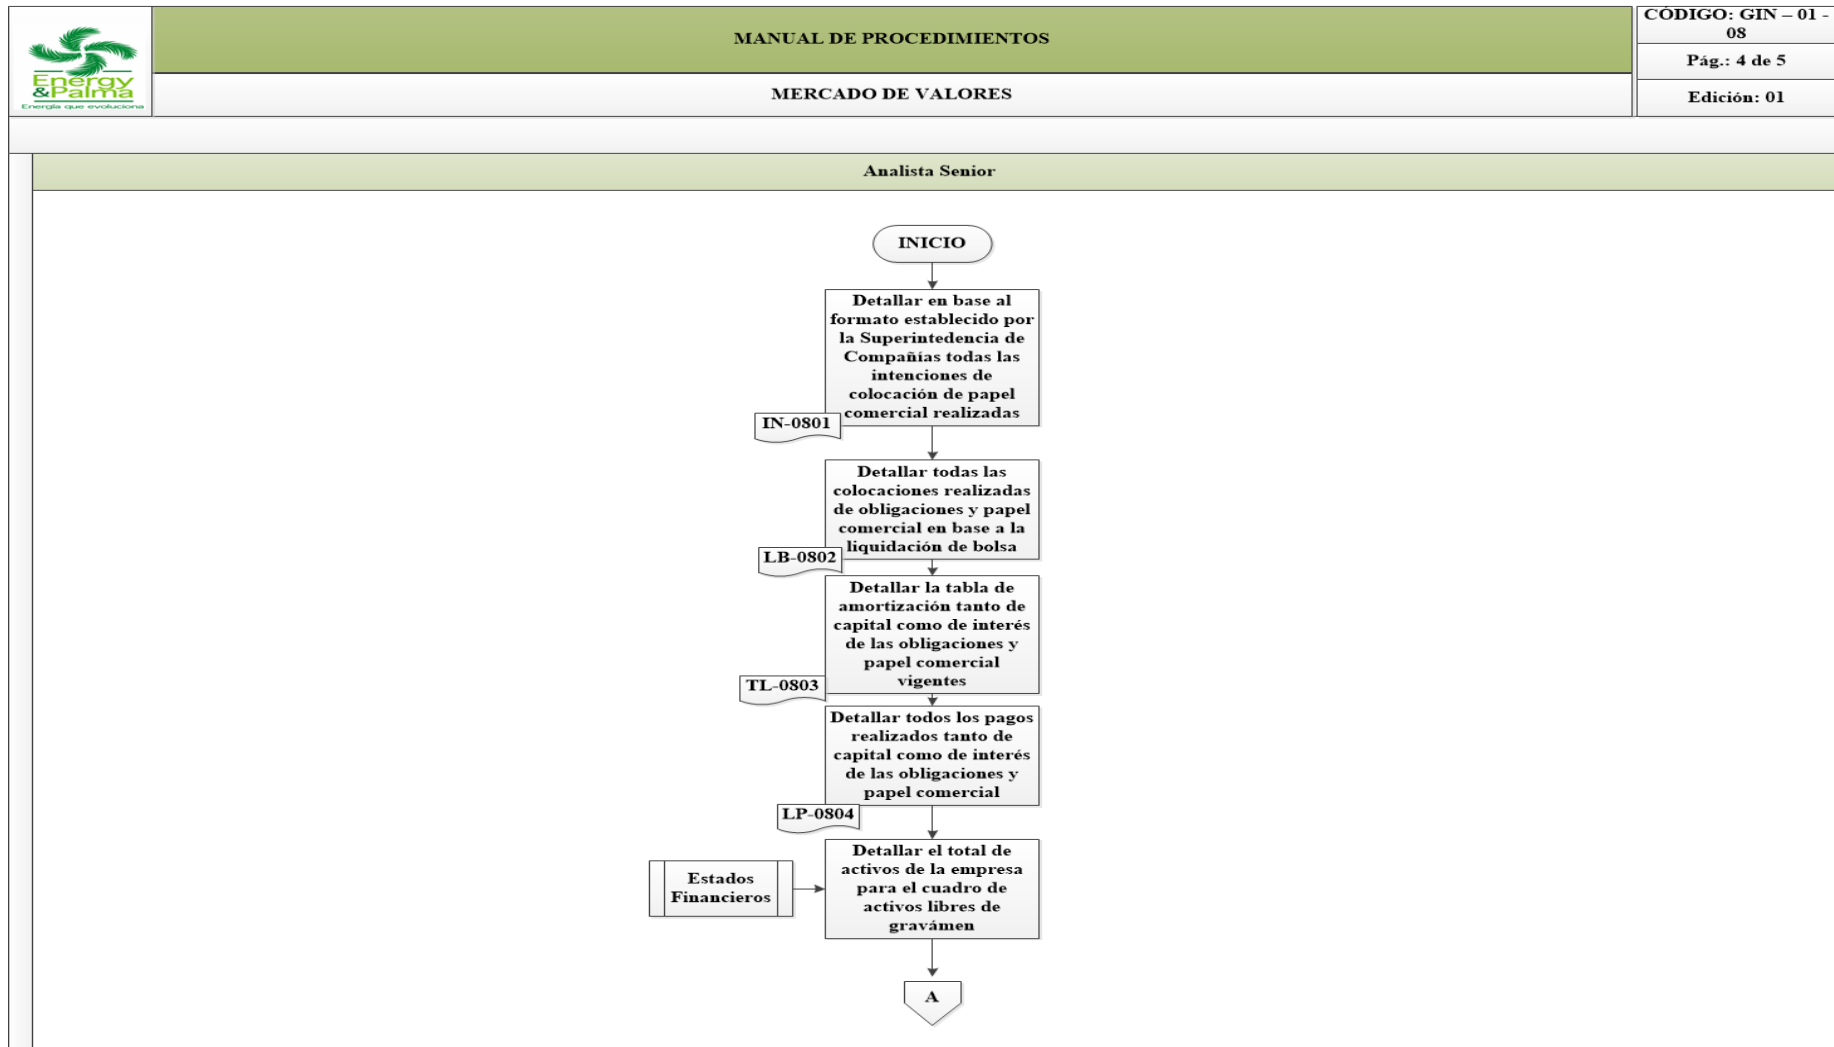 Energy
&Palma
Energía que evoluciona
MANUAL DE PROCEDIMIENTOS
MERCADO DE VALORES
CÓDIGO: GIN – 01 -
08
Pág.: 4 de 5
Edición: 01
Analista Senior
INICIO
Detallar en base al
formato establecido por
la Superintedencia de
Compañías todas las
intenciones de
colocación de papel
comercial realizadas
IN-0801
Detallar todas las
colocaciones realizadas
de obligaciones y papel
comercial en base a la
liquidación de bolsa
LB-0802
Detallar la tabla de
amortización tanto de
capital como de interés
de las obligaciones y
papel comercial
vigentes
TL-0803
Detallar todos los pagos
realizados tanto de
capital como de interés
de las obligaciones y
papel comercial
LP-0804
Detallar el total de
activos de la empresa
para el cuadro de
activos libres de
gravámen
Estados
Financieros
A